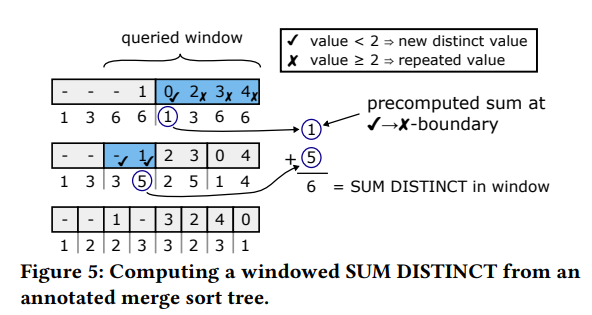 queried window
✔ value < 2 ⇒ new distinct value
✘ value ≥ 2 ⇒ repeated value
- - - 1 0✔ 2✘ 3✘ 4✘
1 3 6 6 1 3 6 6
precomputed sum at
✔→✘-boundary
1
- - -✔ 1✔ 2 3 0 4
1 3 3 5 2 5 1 4
+ 5
6 = SUM DISTINCT in window
- - 1 - 3 2 4 0
1 2 2 3 3 2 3 1
Figure 5: Computing a windowed SUM DISTINCT from an
annotated merge sort tree.